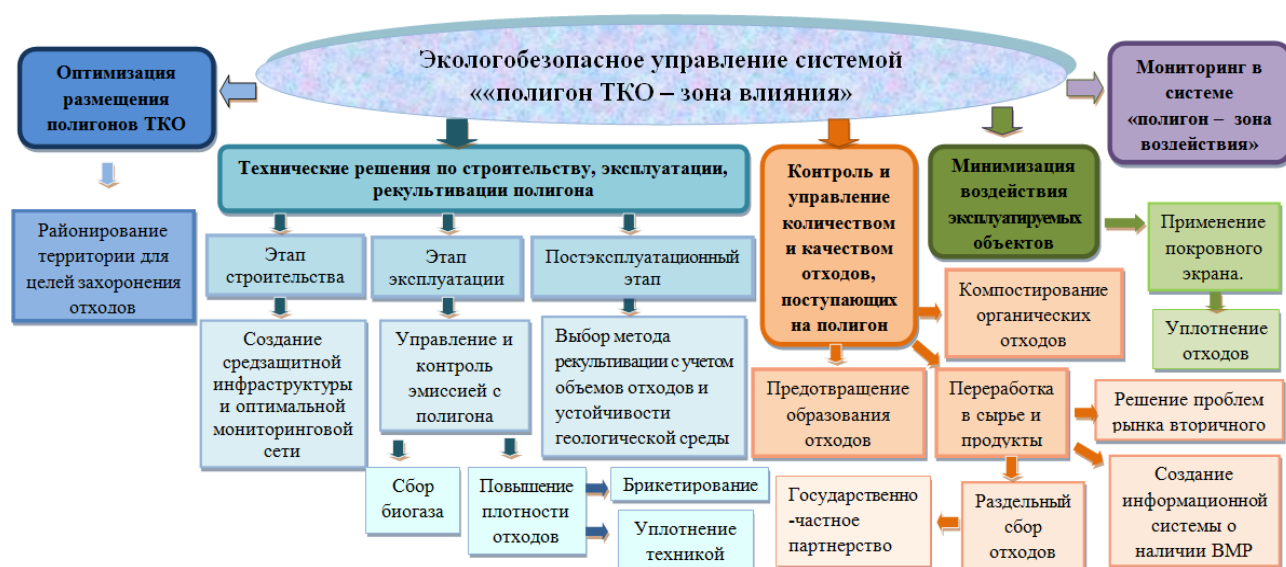 Экологобезопасное управление системой
««полигон ТКО – зона влияния»
Оптимизация
размещения
полигонов ТКО
Мониторинг в
системе
«полигон – зона
воздействия»
Технические решения по строительству, эксплуатации,
рекультивации полигона
Контроль и
управление
количеством
и качеством
отходов,
поступающих
на полигон
Минимизация
воздействия
эксплуатируемых
объектов
Районирование
территории для
целей захоронения
отходов
Этап
строительства
Этап
эксплуатации
Постэксплуатационный
этап
Применение
покровного
экрана.
Создание
средзащитной
инфраструктуры
и оптимальной
мониторинговой
сети
Управление и
контроль
эмиссией с
полигона
Выбор метода
рекультивации с учетом
объемов отходов и
устойчивости
геологической среды
Компостирование
органических
отходов
Уплотнение
отходов
Предотвращение
образования
отходов
Переработка
в сырье и
продукты
Решение проблем
рынка вторичного
Сбор
биогаза
Повышение
плотности
отходов
Брикетирование
Уплотнение
техникой
Государственно
-частное
партнерство
Раздельный
сбор
отходов
Создание
информационной
системы о
наличии ВМР